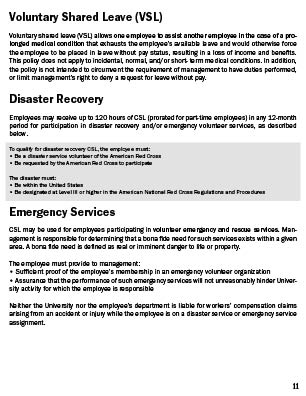 Voluntary Shared Leave (VSL)
Voluntary shared leave (VSL) allows one employee to assist another employee in the case of a pro-
longed medical condition that exhausts the employee's available leave and would otherwise force
the employee to be placed in leave without pay status, resulting in a loss of income and benefits.
This policy does not apply to incidental, normal, and/or short-term medical conditions. In addition,
the policy is not intended to circumvent the requirement of management to have duties performed,
or limit management's right to deny a request for leave without pay.
Disaster Recovery
Employees may receive up to 120 hours of CSL (prorated for part-time employees) in any 12-month
period for participation in disaster recovery and/or emergency volunteer services, as described
below.
To qualify for disaster recovery CSL, the employee must:
• Be a disaster service volunteer of the American Red Cross
• Be requested by the American Red Cross to participate
The disaster must:
• Be within the United States
• Be designated at Level III or higher in the American National Red Cross Regulations and Procedures
Emergency Services
CSL may be used for employees participating in volunteer emergency and rescue services. Man-
agement is responsible for determining that a bona fide need for such services exists within a given
area. A bona fide need is defined as real or imminent danger to life or property.
The employee must provide to management:
• Sufficient proof of the employee's membership in an emergency volunteer organization
• Assurance that the performance of such emergency services will not unreasonably hinder Univer-
sity activity for which the employee is responsible
Neither the University nor the employee's department is liable for workers' compensation claims
arising from an accident or injury while the employee is on a disaster service or emergency service
assignment.
11